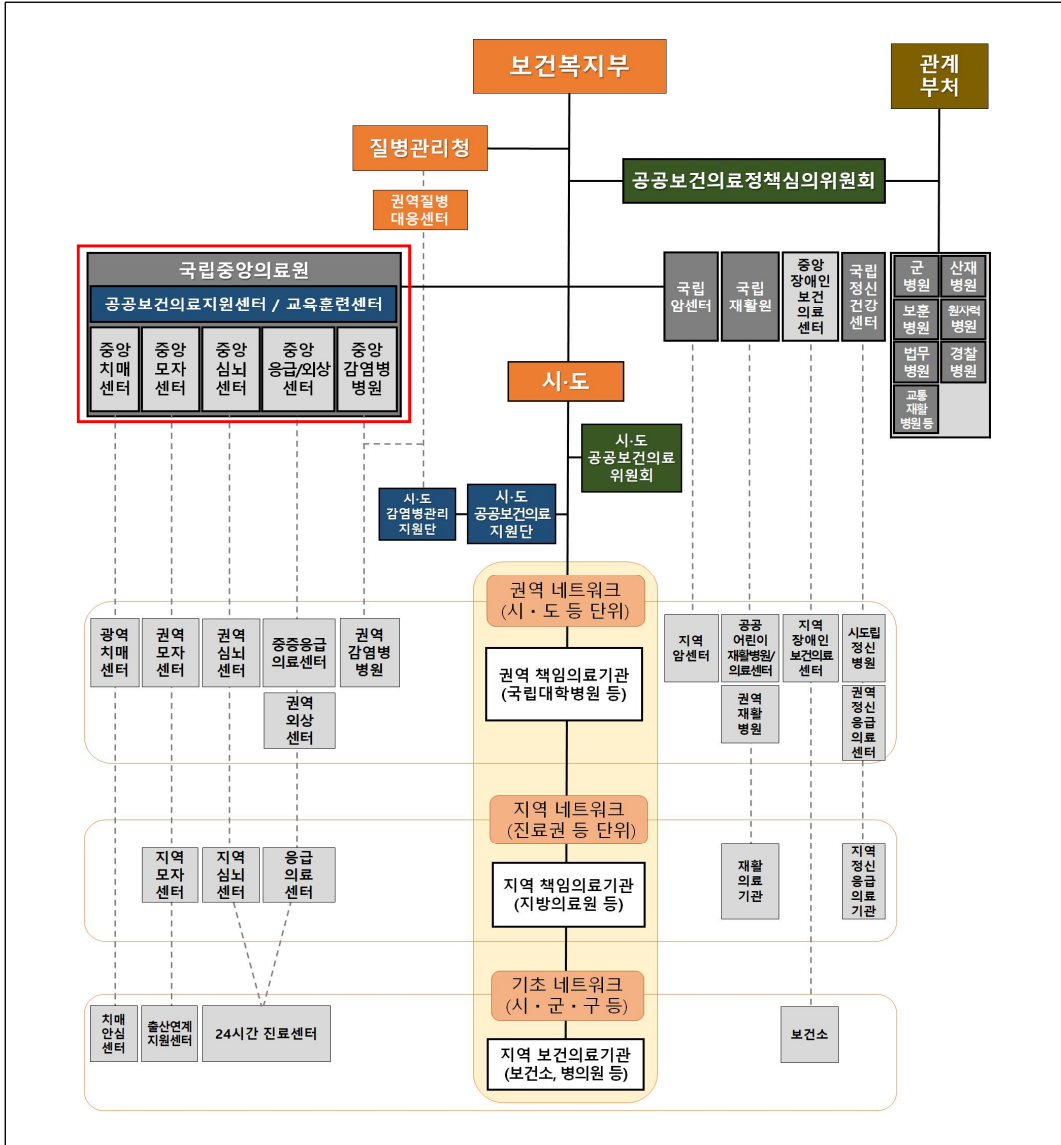 보건복지부
관계
부처
질병관리청
공공보건의료정책심의위원회
권역질병
대응센터
국립중앙의료원
공공보건의료지원센터 / 교육훈련센터
중앙
치매
센터
중앙
모자
센터
중앙
심뇌
센터
중앙
응급/외상
센터
중앙
감염병
병원
국립
암센터
국립
재활원
중앙
장애인
보건
의료
센터
국립
정신
건강
센터
군
병원
산재
병원
보훈
병원
원자력
병원
법무
병원
경찰
병원
교통
재활
병원 등
시·도
시·도
공공보건의료
위원회
시·도
감염병관리
지원단
시·도
공공보건의료
지원단
권역 네트워크
(시・도 등 단위)
광역
치매
센터
권역
모자
센터
권역
심뇌
센터
중증응급
의료센터
권역
외상
센터
권역
감염병
병원
권역 책임의료기관
(국립대학병원 등)
지역
암센터
공공
어린이
재활병원/
의료센터
권역
재활
병원
지역
장애인
보건의료
센터
시도립
정신
병원
권역
정신
응급
의료
센터
지역 네트워크
(진료권 등 단위)
지역
모자
센터
지역
심뇌
센터
응급
의료
센터
지역 책임의료기관
(지방의료원 등)
재활
의료
기관
지역
정신
응급
의료
기관
기초 네트워크
(시・군・구 등)
치매
안심
센터
출산연계
지원센터
24시간 진료센터
지역 보건의료기관
(보건소, 병의원 등)
보건소